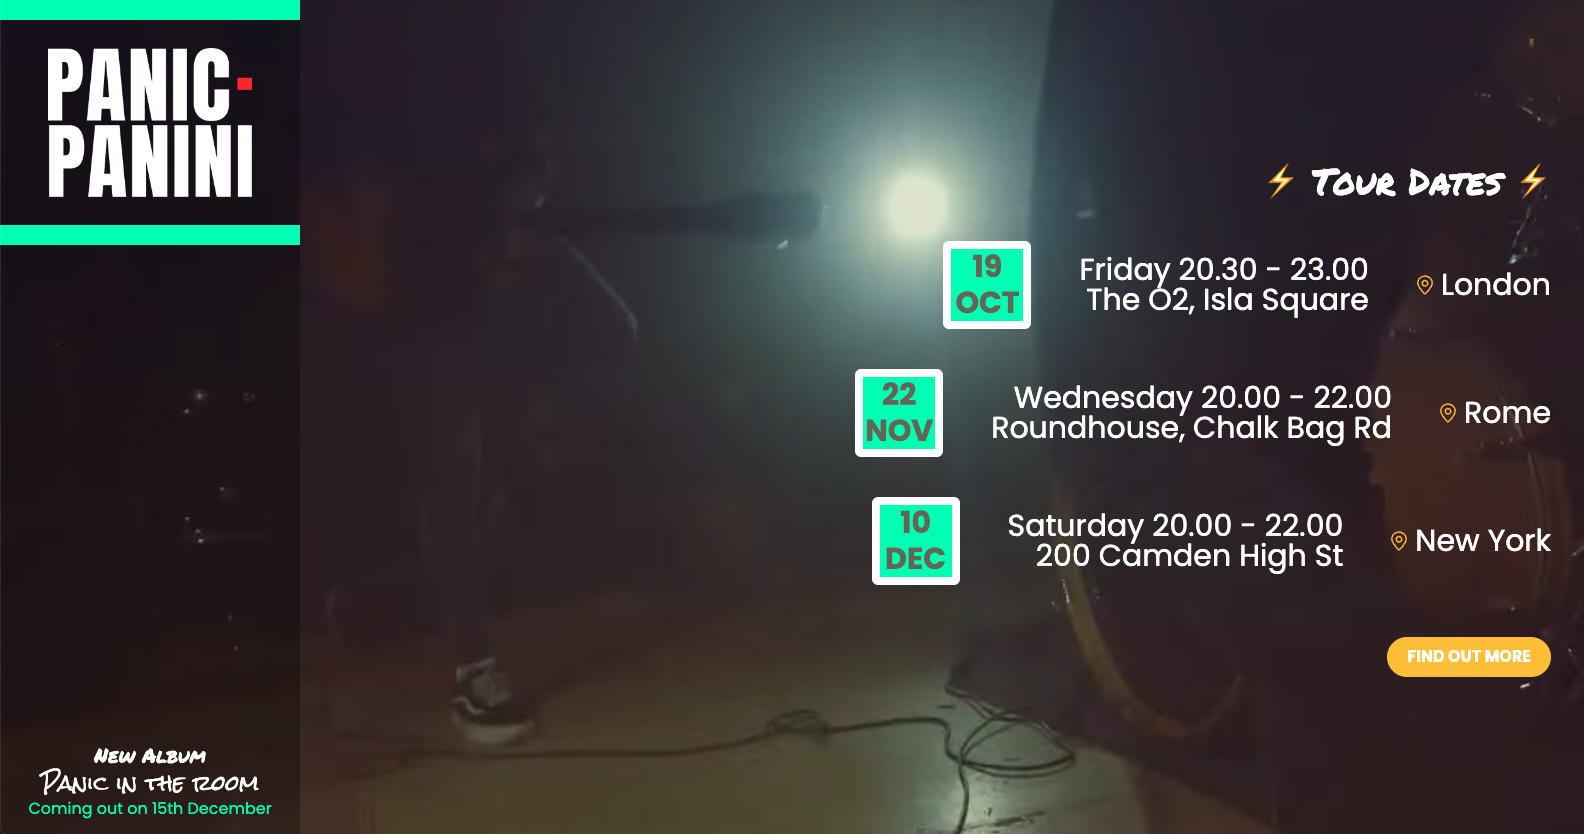 PANIC-
PANINI
⚡ Tour Dates ⚡
19
OCT
Friday 20.30 - 23.00
The O2, Isla Square
London
22
NOV
Wednesday 20.00 - 22.00
Roundhouse, Chalk Bag Rd
Rome
10
DEC
Saturday 20.00 - 22.00
200 Camden High St
New York
FIND OUT MORE
New Album
Panic in the room
Coming out on 15th December